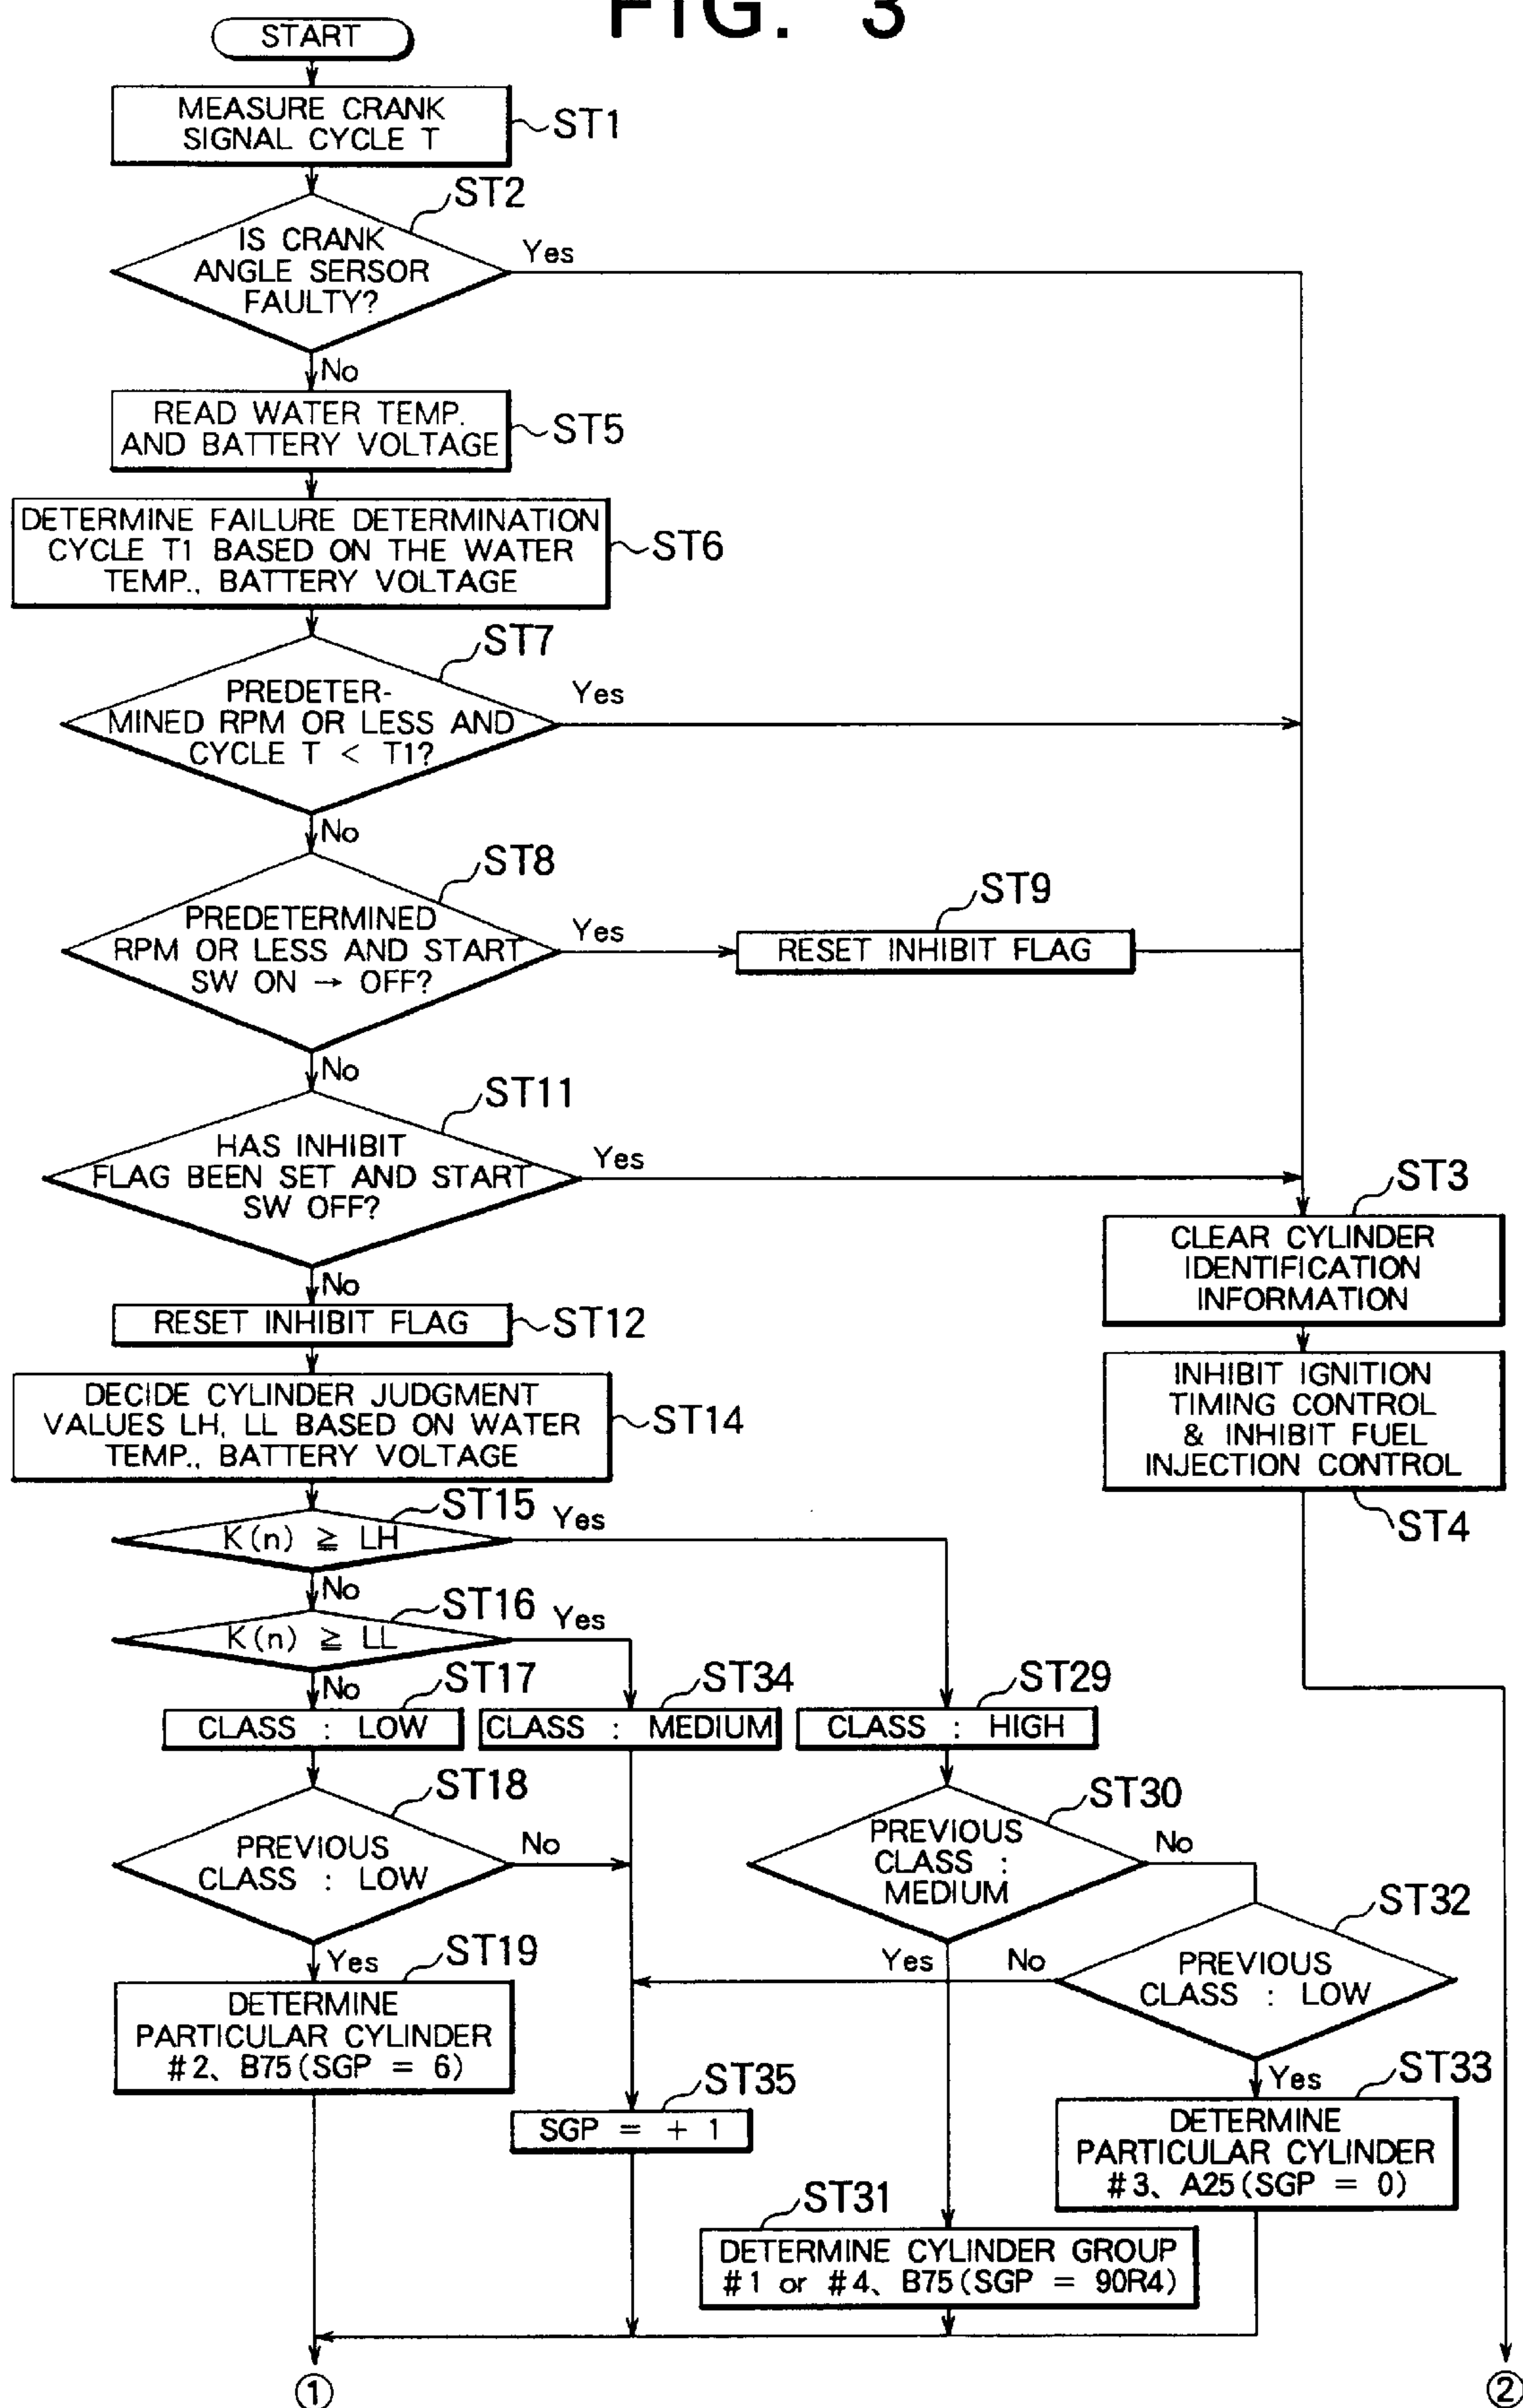 FIG. 3
START
MEASURE CRANK
SIGNAL CYCLE T
ST1
ST2
IS CRANK
ANGLE SERSOR
FAULTY?
Yes
No
READ WATER TEMP.
AND BATTERY VOLTAGE
ST5
DETERMINE FAILURE DETERMINATION
CYCLE T1 BASED ON THE WATER
TEMP., BATTERY VOLTAGE
ST6
ST7
PREDETER-
MINED RPM OR LESS AND
CYCLE T < T1?
Yes
No
ST8
PREDETERMINED
RPM OR LESS AND START
SW ON → OFF?
Yes
ST9
RESET INHIBIT FLAG
No
ST11
HAS INHIBIT
FLAG BEEN SET AND START
SW OFF?
Yes
ST3
CLEAR CYLINDER
IDENTIFICATION
INFORMATION
No
RESET INHIBIT FLAG
ST12
INHIBIT IGNITION
TIMING CONTROL
& INHIBIT FUEL
INJECTION CONTROL
ST4
DECIDE CYLINDER JUDGMENT
VALUES LH, LL BASED ON WATER
TEMP., BATTERY VOLTAGE
ST14
ST15
K(n) ≧ LH
Yes
No
ST16
K(n) ≧ LL
Yes
No
ST17
CLASS : LOW
ST34
CLASS : MEDIUM
ST29
CLASS : HIGH
ST18
PREVIOUS
CLASS : LOW
No
ST30
PREVIOUS
CLASS :
MEDIUM
No
ST32
PREVIOUS
CLASS : LOW
Yes
No
Yes
ST19
DETERMINE
PARTICULAR CYLINDER
#2、B75(SGP = 6)
ST35
SGP = + 1
Yes
ST33
DETERMINE
PARTICULAR CYLINDER
#3、A25(SGP = 0)
ST31
DETERMINE CYLINDER GROUP
#1 or #4、B75(SGP = 90R4)
①
②